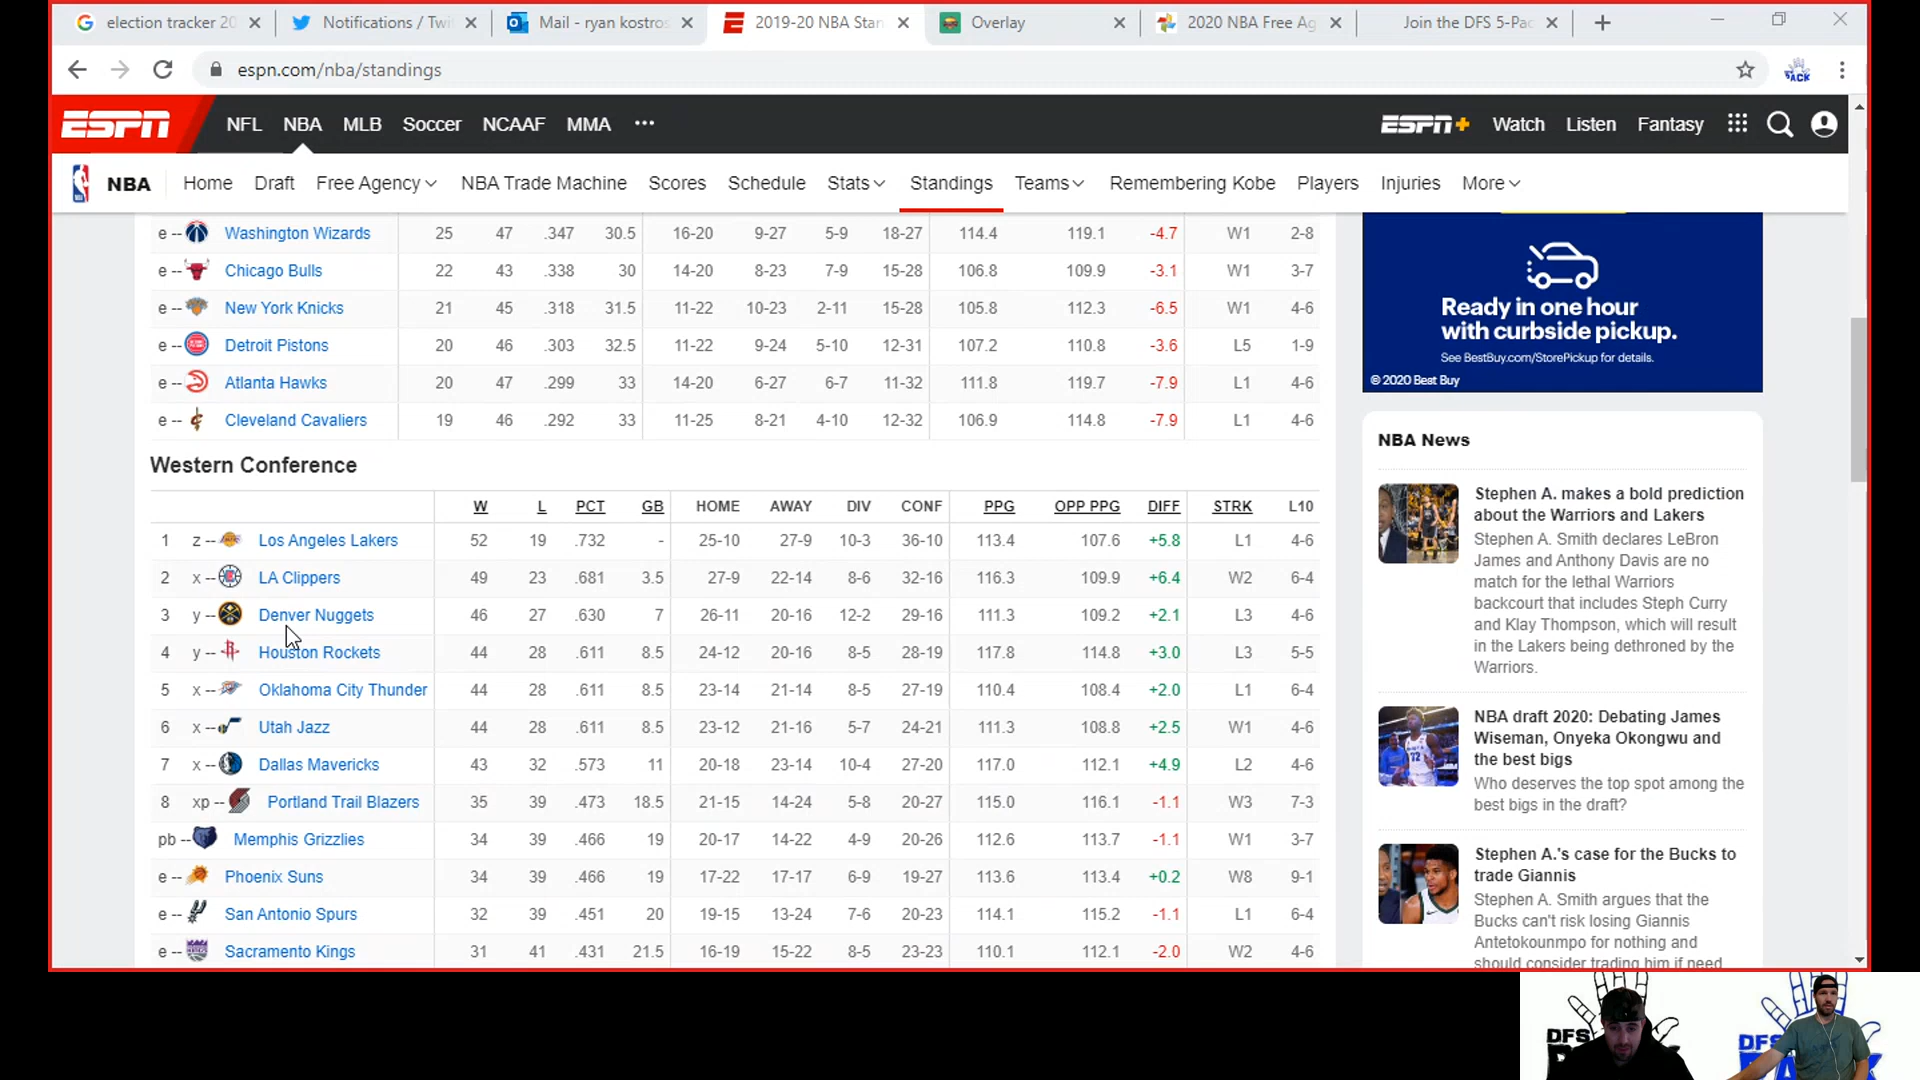 election tracker 20 Notifications / Twi Mail - ryan kostros 2019-20 NBA Stan Overlay 2020 NBA Free Ag Join the DFS 5-Pac
espn.com/nba/standings
ESPN NFL NBA MLB Soccer NCAAF MMA ESPN+ Watch Listen Fantasy
NBA Home Draft Free Agency NBA Trade Machine Scores Schedule Stats Standings Teams Remembering Kobe Players Injuries More
e -- Washington Wizards 25 47 .347 30.5 16-20 9-27 5-9 18-27 114.4 119.1 -4.7 W1 2-8
e -- Chicago Bulls 22 43 .338 30 14-20 8-23 7-9 15-28 106.8 109.9 -3.1 W1 3-7
e -- New York Knicks 21 45 .318 31.5 11-22 10-23 2-11 15-28 105.8 112.3 -6.5 W1 4-6
e -- Detroit Pistons 20 46 .303 32.5 11-22 9-24 5-10 12-31 107.2 110.8 -3.6 L5 1-9
e -- Atlanta Hawks 20 47 .299 33 14-20 6-27 6-7 11-32 111.8 119.7 -7.9 L1 4-6
e -- Cleveland Cavaliers 19 46 .292 33 11-25 8-21 4-10 12-32 106.9 114.8 -7.9 L1 4-6
Western Conference
W L PCT GB HOME AWAY DIV CONF PPG OPP PPG DIFF STRK L10
1 z -- Los Angeles Lakers 52 19 .732 - 25-10 27-9 10-3 36-10 113.4 107.6 +5.8 L1 4-6
2 x -- LA Clippers 49 23 .681 3.5 27-9 22-14 8-6 32-16 116.3 109.9 +6.4 W2 6-4
3 y -- Denver Nuggets 46 27 .630 7 26-11 20-16 12-2 29-16 111.3 109.2 +2.1 L3 4-6
4 y -- Houston Rockets 44 28 .611 8.5 24-12 20-16 8-5 28-19 117.8 114.8 +3.0 L3 5-5
5 x -- Oklahoma City Thunder 44 28 .611 8.5 23-14 21-14 8-5 27-19 110.4 108.4 +2.0 L1 6-4
6 x -- Utah Jazz 44 28 .611 8.5 23-12 21-16 5-7 24-21 111.3 108.8 +2.5 W1 4-6
7 x -- Dallas Mavericks 43 32 .573 11 20-18 23-14 10-4 27-20 117.0 112.1 +4.9 L2 4-6
8 xp -- Portland Trail Blazers 35 39 .473 18.5 21-15 14-24 5-8 20-27 115.0 116.1 -1.1 W3 7-3
pb -- Memphis Grizzlies 34 39 .466 19 20-17 14-22 4-9 20-26 112.6 113.7 -1.1 W1 3-7
e -- Phoenix Suns 34 39 .466 19 17-22 17-17 6-9 19-27 113.6 113.4 +0.2 W8 9-1
e -- San Antonio Spurs 32 39 .451 20 19-15 13-24 7-6 20-23 114.1 115.2 -1.1 L1 6-4
e -- Sacramento Kings 31 41 .431 21.5 16-19 15-22 8-5 23-23 110.1 112.1 -2.0 W2 4-6
Ready in one hour
with curbside pickup.
See BestBuy.com/StorePickup for details.
© 2020 Best Buy
NBA News
Stephen A. makes a bold prediction
about the Warriors and Lakers
Stephen A. Smith declares LeBron
James and Anthony Davis are no
match for the lethal Warriors
backcourt that includes Steph Curry
and Klay Thompson, which will result
in the Lakers being dethroned by the
Warriors.
NBA draft 2020: Debating James
Wiseman, Onyeka Okongwu and
the best bigs
Who deserves the top spot among the
best bigs in the draft?
Stephen A.'s case for the Bucks to
trade Giannis
Stephen A. Smith argues that the
Bucks can't risk losing Giannis
Antetokounmpo for nothing and
should consider trading him if need
DFS
DFS